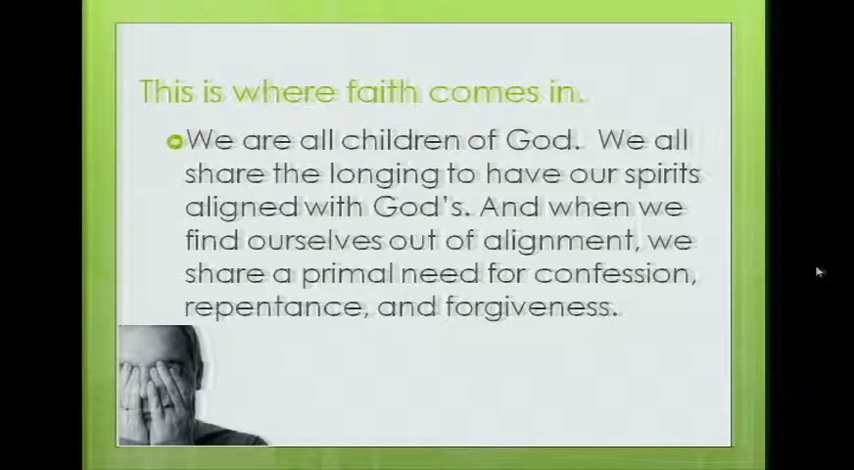 This is where faith comes in.
We are all children of God. We all
share the longing to have our spirits
aligned with God's. And when we
find ourselves out of alignment, we
share a primal need for confession,
repentance, and forgiveness.